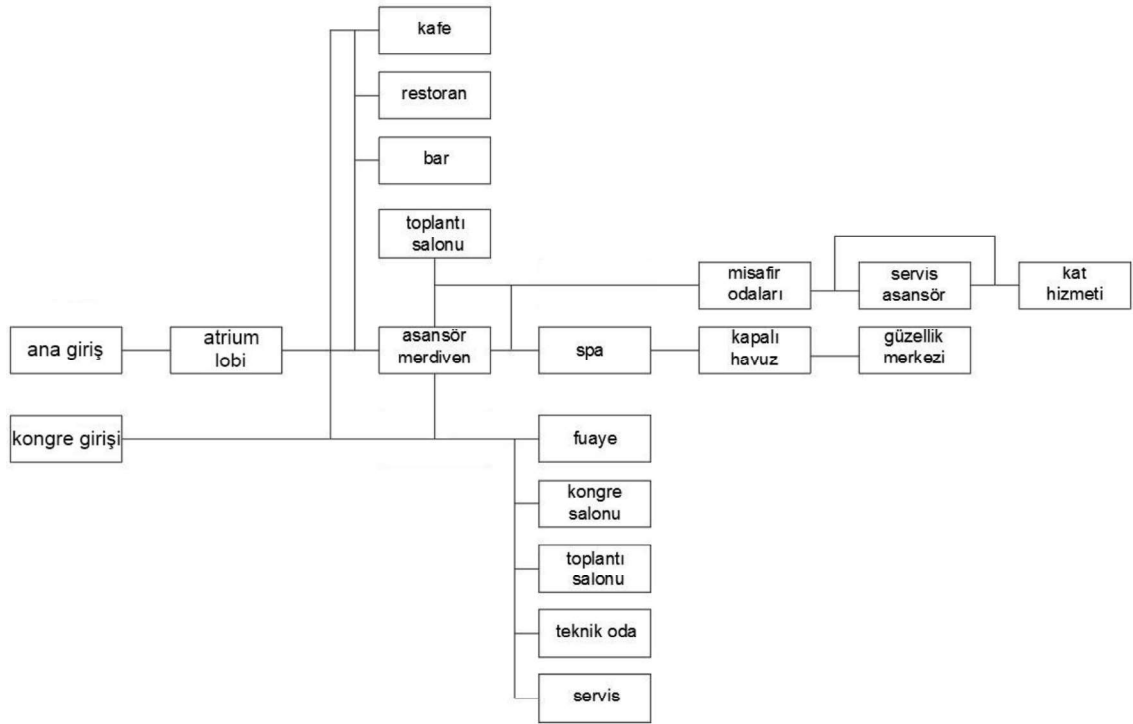 kafe
restoran
bar
toplantı
salonu
misafir
odaları
servis
asansör
kat
hizmeti
ana giriş
atrium
lobi
asansör
merdiven
spa
kapalı
havuz
güzellik
merkezi
kongre girişi
fuaye
kongre
salonu
toplantı
salonu
teknik oda
servis